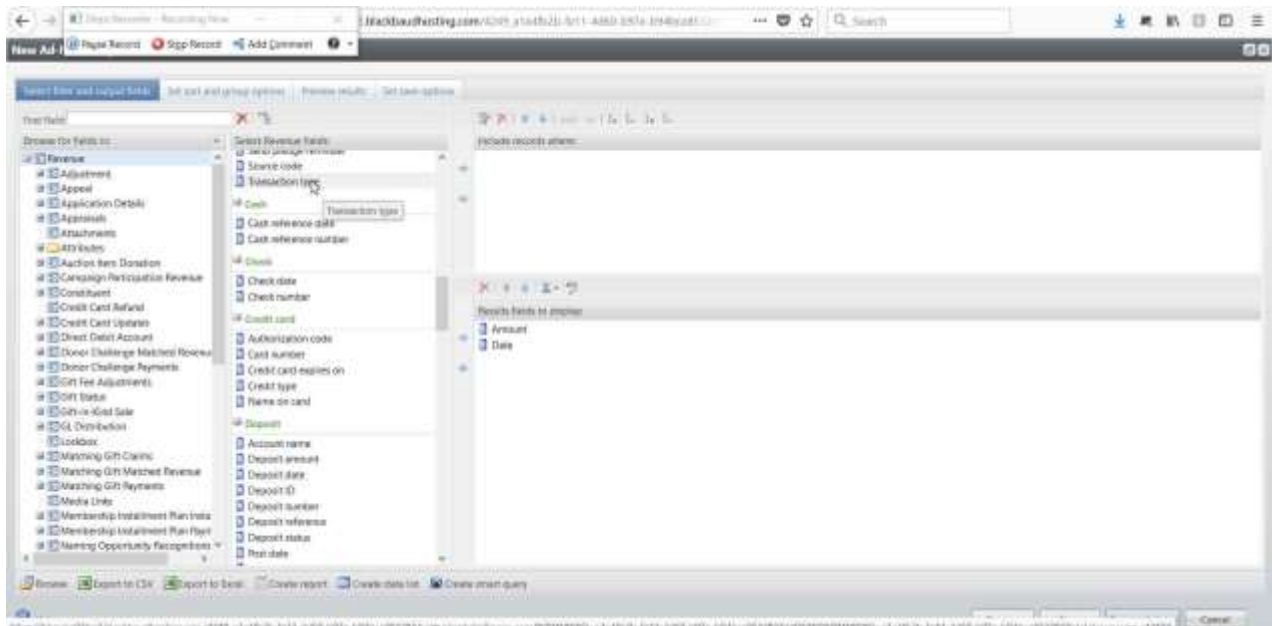 Steps Recorder - Recording Now
Pause Record Stop Record Add Comment
Search
Select filter and output fields Set sort and group options Preview results Set save options
Find field:
Browse for fields in: Select Revenue fields: Include records where:
Revenue
Adjustment
Appeal
Application Details
Appraisals
Attachments
Attributes
Auction Item Donation
Campaign Participation Revenue
Constituent
Credit Card Refund
Credit Card Updates
Direct Debit Account
Donor Challenge Matched Revenue
Donor Challenge Payments
Gift Fee Adjustments
Gift Status
Gift-in-Kind Sale
GL Distribution
Lockbox
Matching Gift Claims
Matching Gift Matched Revenue
Matching Gift Payments
Media Links
Membership Installment Plan Insta
Membership Installment Plan Paym
Naming Opportunity Recognitions
Send pledge reminder
Source code
Transaction type
Transaction type
Cash
Cash reference date
Cash reference number
Check
Check date
Check number
Credit card
Authorization code
Card number
Credit card expires on
Credit type
Name on card
Deposit
Account name
Deposit amount
Deposit date
Deposit ID
Deposit number
Deposit reference
Deposit status
Post date
Results fields to display:
Amount
Date
Browse Export to CSV Export to Excel Create report Create data list Create smart query
Cancel